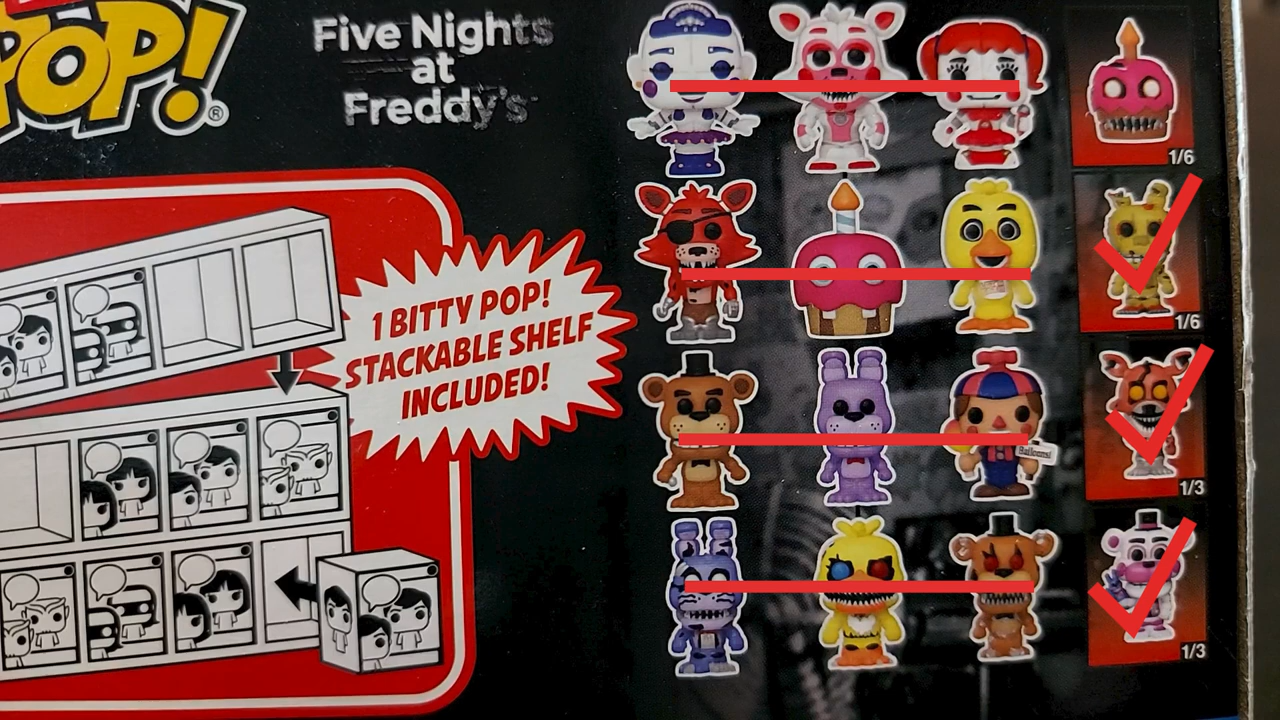 POP!®
Five Nights
at
Freddy's
1 BITTY POP!
STACKABLE SHELF
INCLUDED!
Balloons!
1/6
1/6
1/3
1/3